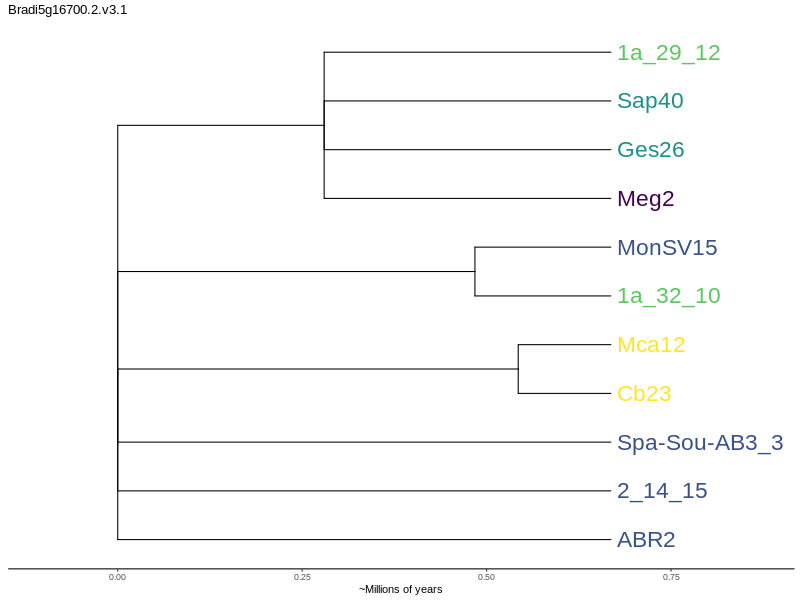 Bradi5g16700.2.v3.1
1a_29_12
Sap40
Ges26
Meg2
MonSV15
1a_32_10
Mca12
Cb23
Spa-Sou-AB3_3
2_14_15
ABR2
0.00 0.25 0.50 0.75
~Millions of years